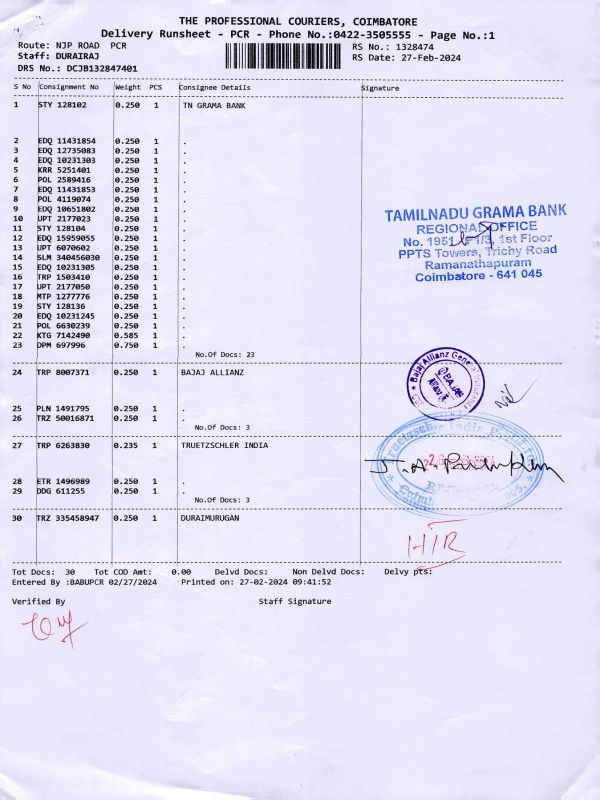 THE PROFESSIONAL COURIERS, COIMBATORE
Delivery Runsheet - PCR - Phone No.:0422-3505555 - Page No.:1
Route: NJP ROAD PCR
RS No.: 1328474
Staff: DURAIRAJ
RS Date: 27-Feb-2024
DRS No.: DCJB132847401
S No Consignment No Weight PCS Consignee Details Signature
1 STY 128102 0.250 1 TN GRAMA BANK
2 EDQ 11431854 0.250 1 .
3 EDQ 12735083 0.250 1 .
4 EDQ 10231303 0.250 1 .
5 KRR 5251401 0.250 1 .
6 POL 2589416 0.250 1 .
7 EDQ 11431853 0.250 1 .
8 POL 4119074 0.250 1 .
9 EDQ 10651802 0.250 1 .
10 UPT 2177023 0.250 1 .
11 STY 128104 0.250 1 .
12 EDQ 15959055 0.250 1 .
13 UPT 6070602 0.250 1 .
14 SLM 340456030 0.250 1 .
15 EDQ 10231305 0.250 1 .
16 TRP 1503410 0.250 1 .
17 UPT 2177050 0.250 1 .
18 MTP 1277776 0.250 1 .
19 STY 128136 0.250 1 .
20 EDQ 10231245 0.250 1 .
21 POL 6630239 0.250 1 .
22 KTG 7142490 0.585 1 .
23 DPM 697996 0.750 1 .
No.Of Docs: 23
TAMILNADU GRAMA BANK
REGIONAL OFFICE
No. 1951 F1/3, 1st Floor
PPTS Towers, Trichy Road
Ramanathapuram
Coimbatore - 641 045
24 TRP 8007371 0.250 1 BAJAJ ALLIANZ
25 PLN 1491795 0.250 1 .
26 TRZ 50016871 0.250 1 .
No.Of Docs: 3
Bajaj Allianz General
BAJAJ
Allianz
27 TRP 6263830 0.235 1 TRUETZSCHLER INDIA
28 ETR 1496989 0.250 1 .
29 DDG 611255 0.250 1 .
No.Of Docs: 3
Truetzschler India
30 TRZ 335458947 0.250 1 DURAIMURUGAN
HTR
Tot Docs: 30 Tot COD Amt: 0.00 Delvd Docs: Non Delvd Docs: Delvy pts:
Entered By :BABUPCR 02/27/2024 Printed on: 27-02-2024 09:41:52
Verified By Staff Signature